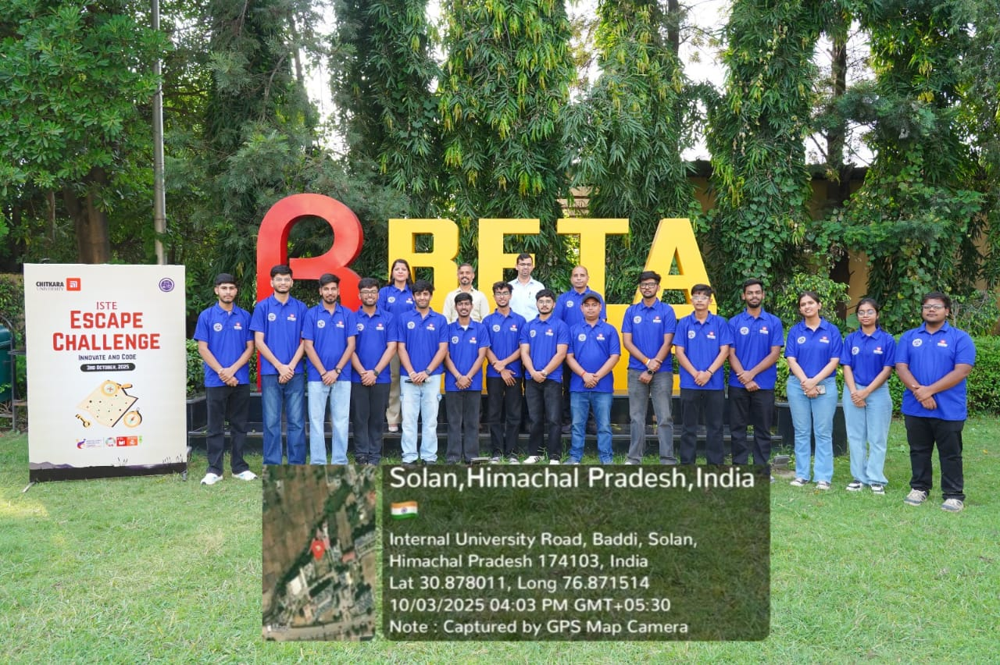 CHITKARA
UNIVERSITY
ISTE
ESCAPE
CHALLENGE
INNOVATE AND CODE
3RD OCTOBER, 2025
BETA
Solan,Himachal Pradesh,India
Internal University Road, Baddi, Solan,
Himachal Pradesh 174103, India
Lat 30.878011, Long 76.871514
10/03/2025 04:03 PM GMT+05:30
Note : Captured by GPS Map Camera